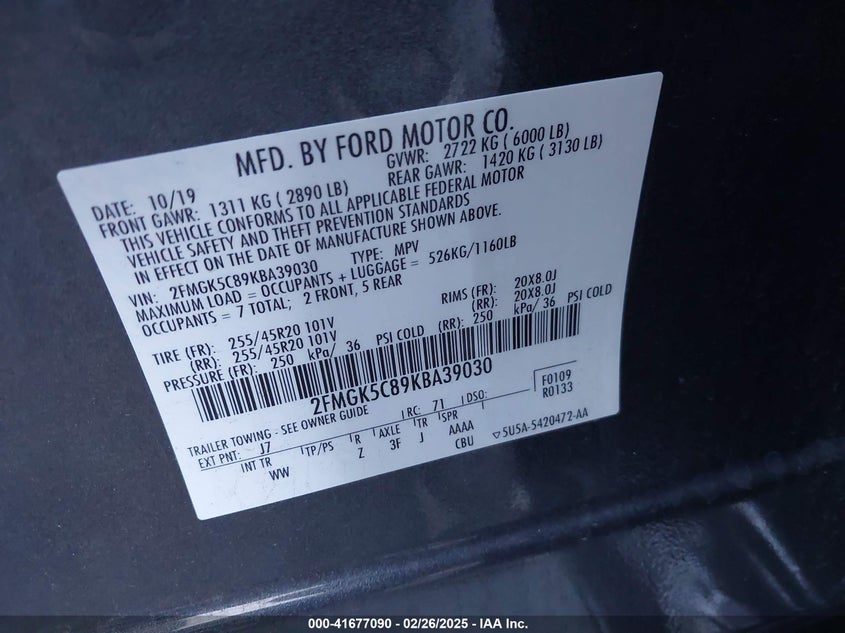 MFD. BY FORD MOTOR CO.
DATE: 10/19 GVWR: 2722 KG ( 6000 LB)
FRONT GAWR: 1311 KG ( 2890 LB) REAR GAWR: 1420 KG ( 3130 LB)
THIS VEHICLE CONFORMS TO ALL APPLICABLE FEDERAL MOTOR
VEHICLE SAFETY AND THEFT PREVENTION STANDARDS
IN EFFECT ON THE DATE OF MANUFACTURE SHOWN ABOVE.
VIN: 2FMGK5C89KBA39030 TYPE: MPV
MAXIMUM LOAD = OCCUPANTS + LUGGAGE = 526KG/1160LB
OCCUPANTS = 7 TOTAL; 2 FRONT, 5 REAR
TIRE (FR): 255/45R20 101V RIMS (FR): 20X8.0J
(RR): 255/45R20 101V (RR): 20X8.0J
PRESSURE (FR): 250 kPa/ 36 PSI COLD (RR): 250 kPa/ 36 PSI COLD
2FMGK5C89KBA39030
F0109
R0133
TRAILER TOWING - SEE OWNER GUIDE
EXT PNT: J7 RC: 71 DSO:
INT TR TP/PS R AXLE TR SPR
WW Z 3F J AAAA
CBU
5U5A-5420472-AA
000-41677090 - 02/26/2025 - IAA Inc.